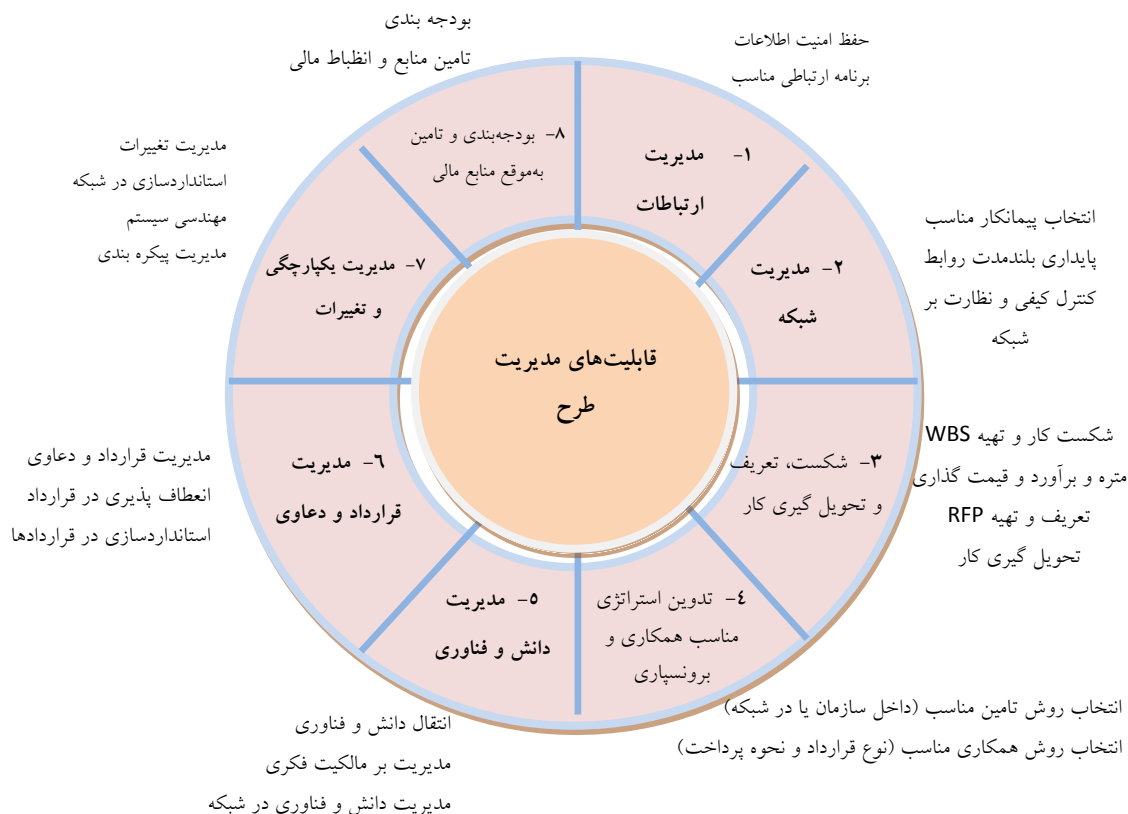 قابلیت‌های مدیریت
طرح
۱- مدیریت
ارتباطات
حفظ امنیت اطلاعات
برنامه ارتباطی مناسب
۲- مدیریت
شبکه
انتخاب پیمانکار مناسب
پایداری بلندمدت روابط
کنترل کیفی و نظارت بر
شبکه
۳- شکست، تعریف
و تحویل گیری کار
شکست کار و تهیه WBS
متره و برآورد و قیمت گذاری
تعریف و تهیه RFP
تحویل گیری کار
٤- تدوین استراتژی
مناسب همکاری و
برونسپاری
انتخاب روش تامین مناسب (داخل سازمان یا در شبکه)
انتخاب روش همکاری مناسب (نوع قرارداد و نحوه پرداخت)
٥- مدیریت
دانش و فناوری
انتقال دانش و فناوری
مدیریت بر مالکیت فکری
مدیریت دانش و فناوری در شبکه
٦- مدیریت
قرارداد و دعاوی
مدیریت قرارداد و دعاوی
انعطاف پذیری در قرارداد
استانداردسازی در قراردادها
۷- مدیریت یکپارچگی
و تغییرات
مدیریت تغییرات
استانداردسازی در شبکه
مهندسی سیستم
مدیریت پیکره بندی
۸- بودجه‌بندی و تامین
به‌موقع منابع مالی
بودجه بندی
تامین منابع و انظباط مالی